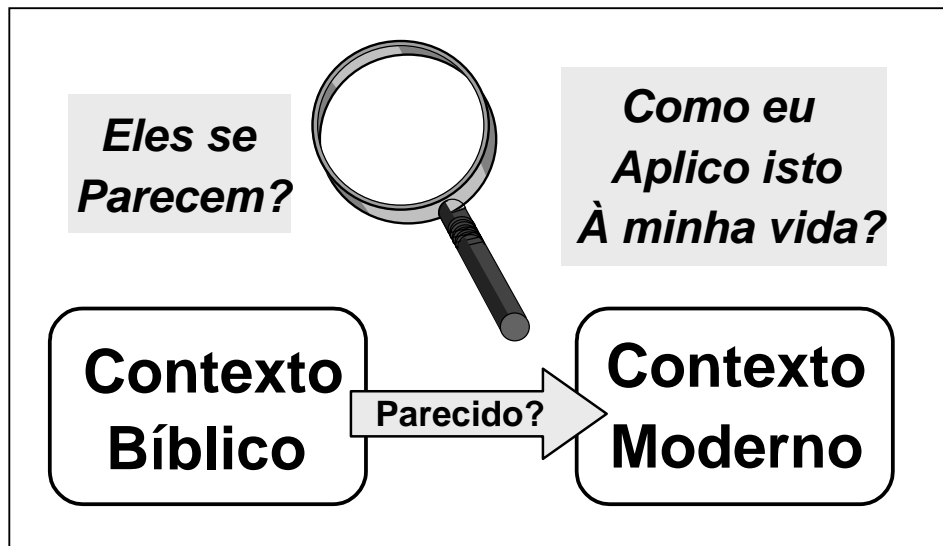 Eles se
Parecem?
Como eu
Aplico isto
À minha vida?
Contexto
Bíblico
Parecido?
Contexto
Moderno